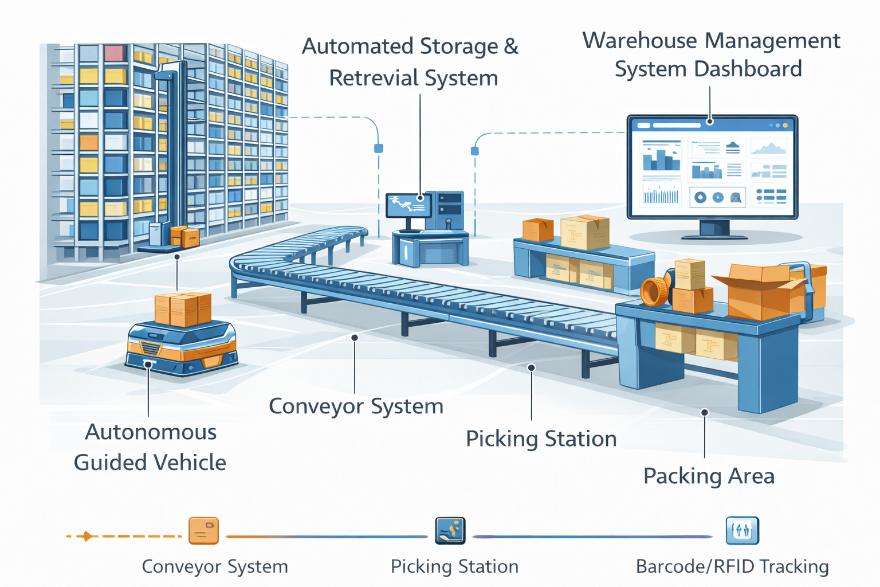 Automated Storage &
Retrevial System
Warehouse Management
System Dashboard
Conveyor System
Picking Station
Autonomous
Guided Vehicle
Packing Area
Conveyor System
Picking Station
Barcode/RFID Tracking